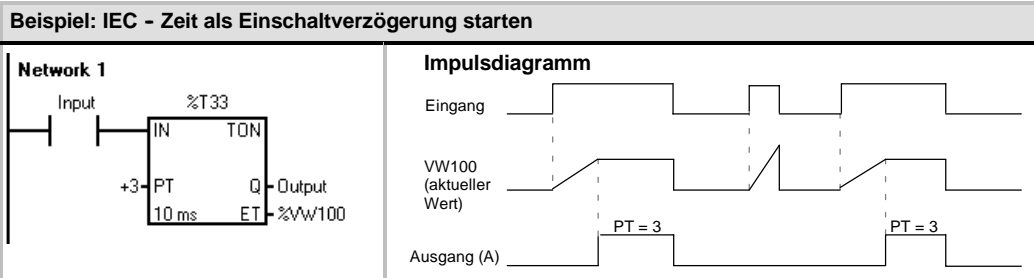 Beispiel: IEC - Zeit als Einschaltverzögerung starten
Network 1
Input
%T33
IN TON
+3 PT Q Output
10 ms ET %VW100
Impulsdiagramm
Eingang
VW100
(aktueller
Wert)
PT = 3 PT = 3
Ausgang (A)